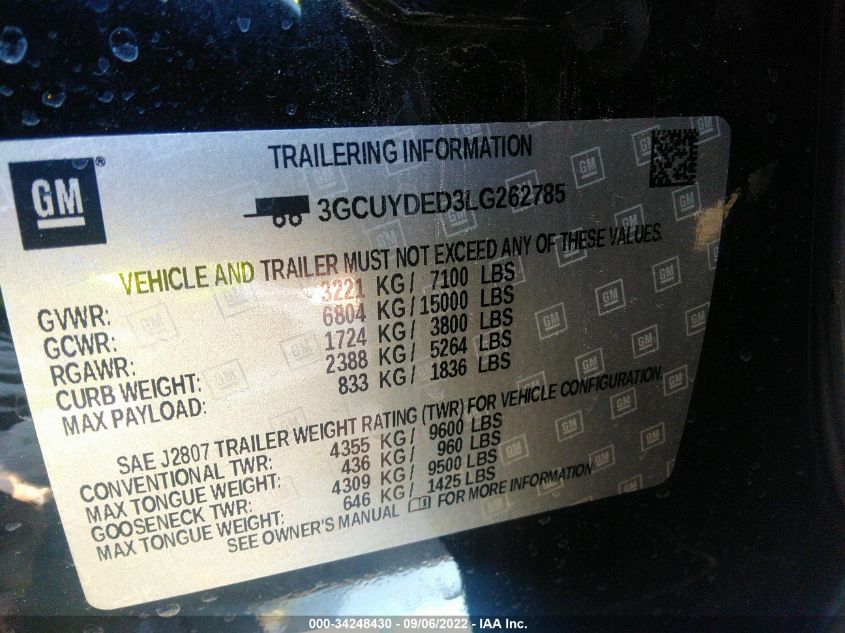 GM®
TRAILERING INFORMATION
3GCUYDED3LG262785
VEHICLE AND TRAILER MUST NOT EXCEED ANY OF THESE VALUES.
GVWR: 3221 KG/ 7100 LBS
GCWR: 6804 KG/15000 LBS
RGAWR: 1724 KG/ 3800 LBS
CURB WEIGHT: 2388 KG/ 5264 LBS
MAX PAYLOAD: 833 KG/ 1836 LBS
SAE J2807 TRAILER WEIGHT RATING (TWR) FOR VEHICLE CONFIGURATION.
CONVENTIONAL TWR: 4355 KG/ 9600 LBS
MAX TONGUE WEIGHT: 436 KG/ 960 LBS
GOOSENECK TWR: 4309 KG/ 9500 LBS
MAX TONGUE WEIGHT: 646 KG/ 1425 LBS
SEE OWNER'S MANUAL FOR MORE INFORMATION
000-34248430 - 09/06/2022 - IAA Inc.